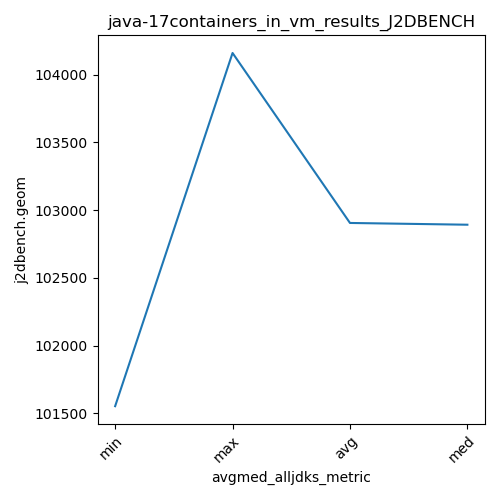 java-17containers_in_vm_results_J2DBENCH
104000
103500
103000
102500
102000
101500
j2dbench.geom
min
max
avg
med
avgmed_alljdks_metric